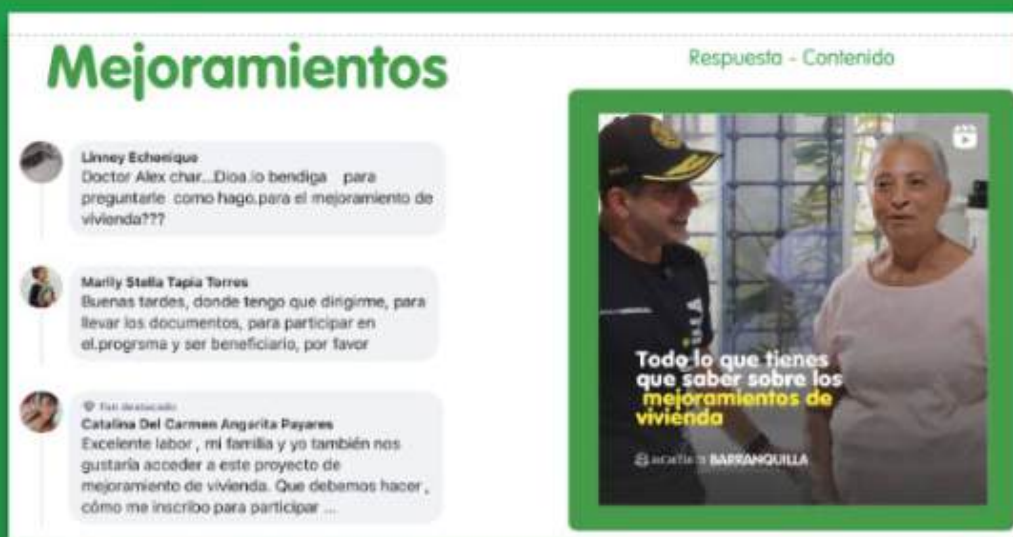 Mejoramientos
Respuesta - Contenido
Linney Echenique
Doctor Alex char...Dioa.lo bendiga para
preguntarle como hago.para el mejoramiento de
vivienda???
Marily Stella Tapia Torres
Buenas tardes, donde tengo que dirigirme, para
llevar los documentos, para participar en
el.progrsma y ser beneficiario, por favor
Fan destacado
Catalina Del Carmen Angarita Payares
Excelente labor , mi familia y yo también nos
gustaría acceder a este proyecto de
mejoramiento de vivienda. Que debemos hacer ,
cómo me inscribo para participar ...
Todo lo que tienes
que saber sobre los
mejoramientos de
vivienda
ALCALDÍA DE BARRANQUILLA